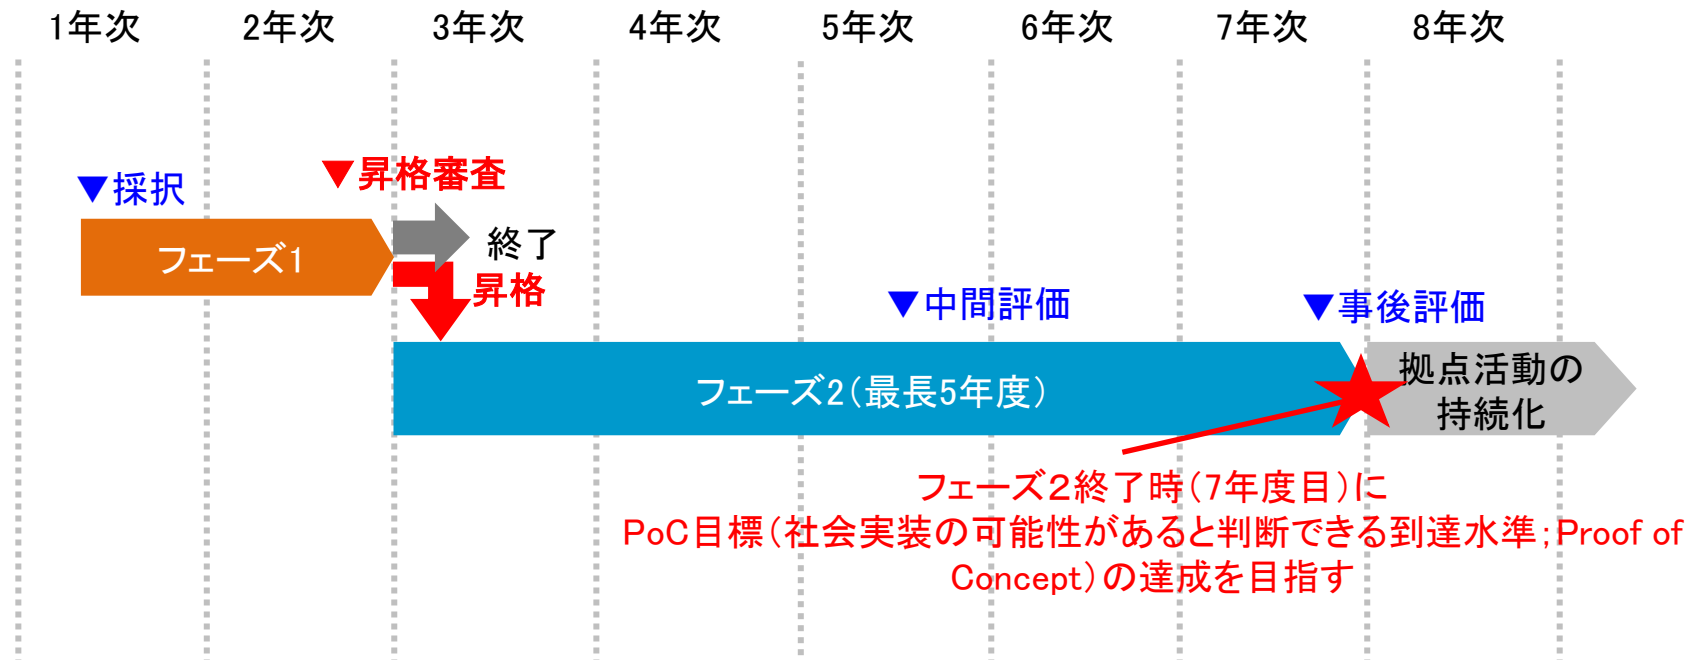 1年次
2年次
3年次
4年次
5年次
6年次
7年次
8年次
▼採択
▼昇格審査
フェーズ1
終了
昇格
▼中間評価
▼事後評価
フェーズ2(最長5年度)
拠点活動の
持続化
フェーズ2終了時(7年度目)に
PoC目標(社会実装の可能性があると判断できる到達水準;Proof of
Concept)の達成を目指す